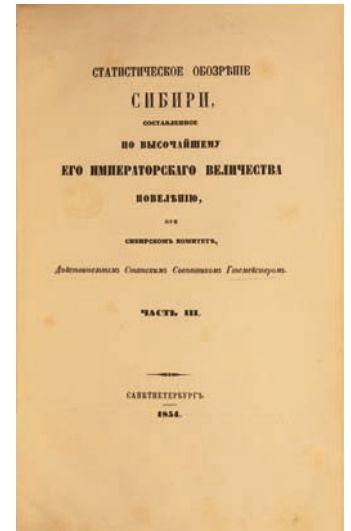 СТАТИСТИЧЕСКОЕ ОБОЗРѢНІЕ
СИБИРИ,
СОСТАВЛЕННОЕ
ПО ВЫСОЧАЙШЕМУ
ЕГО ИМПЕРАТОРСКАГО ВЕЛИЧЕСТВА
ПОВЕЛѢНІЮ,
ПРИ
СИБИРСКОМЪ КОМИТЕТѢ,
Дѣйствительнымъ Статскимъ Совѣтникомъ Гагемейстеромъ.
ЧАСТЬ III.
САНКТПЕТЕРБУРГЪ.
1854.